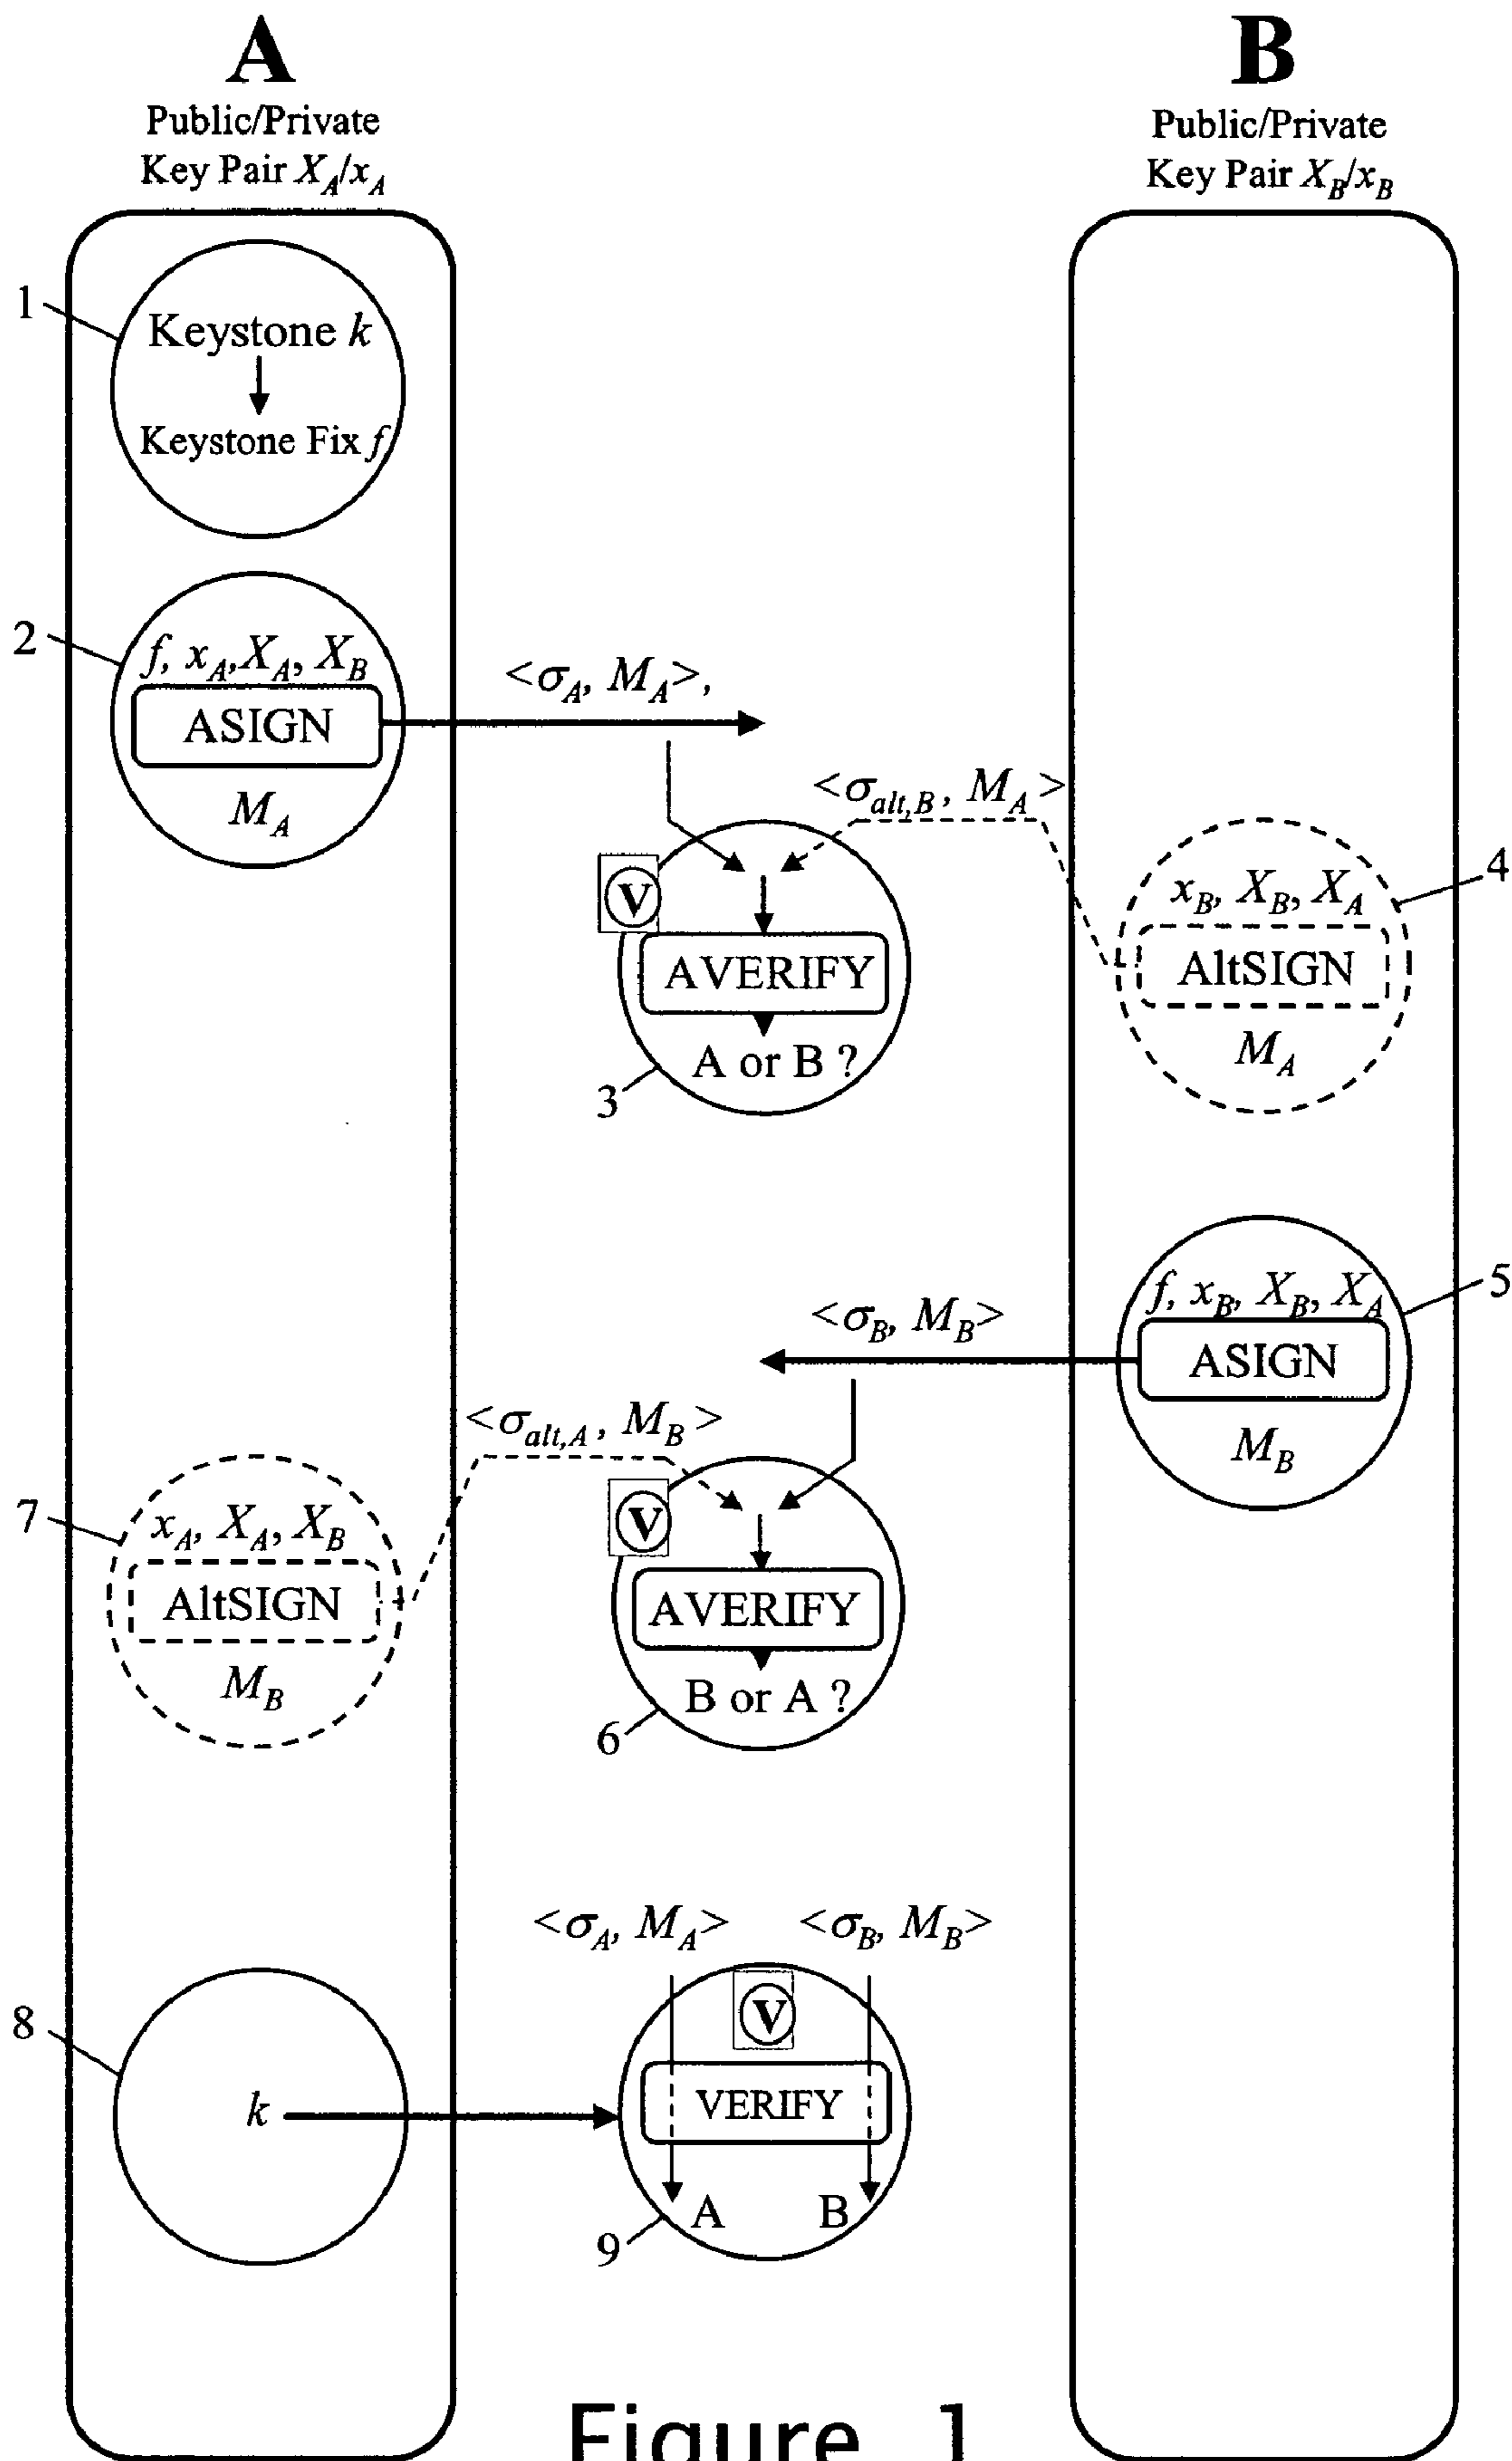 A
Public/Private
Key Pair X_A/x_A
B
Public/Private
Key Pair X_B/x_B
1
Keystone k
Keystone Fix f
2
f, x_A, X_A, X_B
ASIGN
M_A
<σ_A, M_A>,
<σ_alt,B, M_A>
V
AVERIFY
A or B ?
3
4
x_B, X_B, X_A
AltSIGN
M_A
5
f, x_B, X_B, X_A
ASIGN
M_B
<σ_B, M_B>
<σ_alt,A, M_B>
7
x_A, X_A, X_B
AltSIGN
M_B
V
AVERIFY
B or A ?
6
<σ_A, M_A>
<σ_B, M_B>
8
k
V
VERIFY
A
B
9
Figure 1